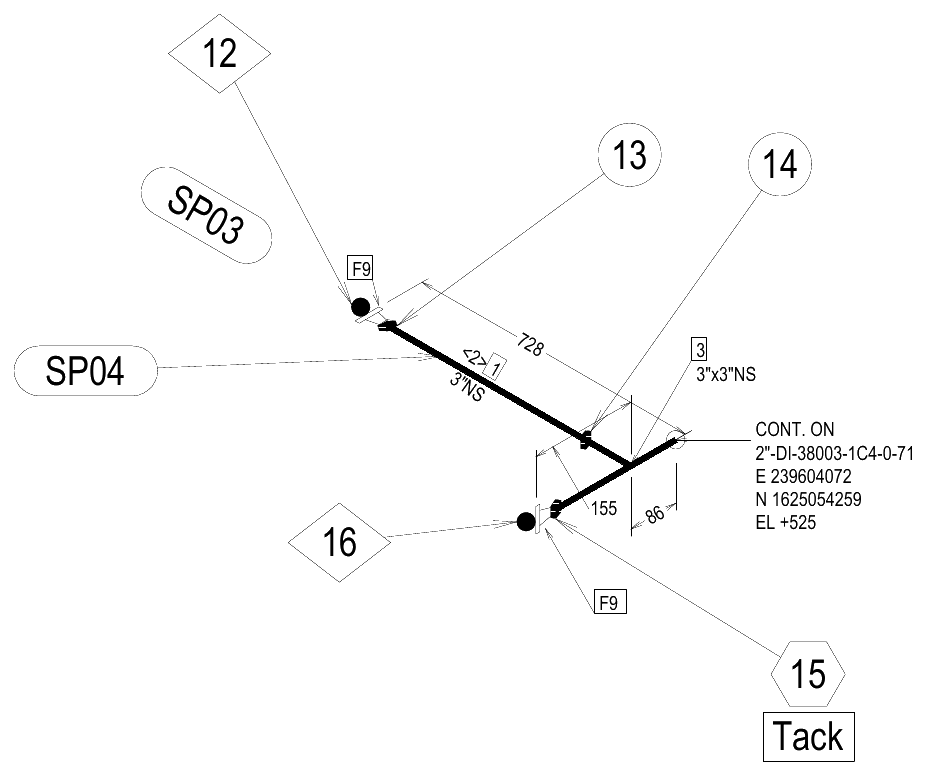 12
13
14
SP03
F9
728
<2> 1
3"NS
3
3"x3"NS
SP04
CONT. ON
2"-DI-38003-1C4-0-71
E 239604072
N 1625054259
EL +525
155
86
16
F9
15
Tack